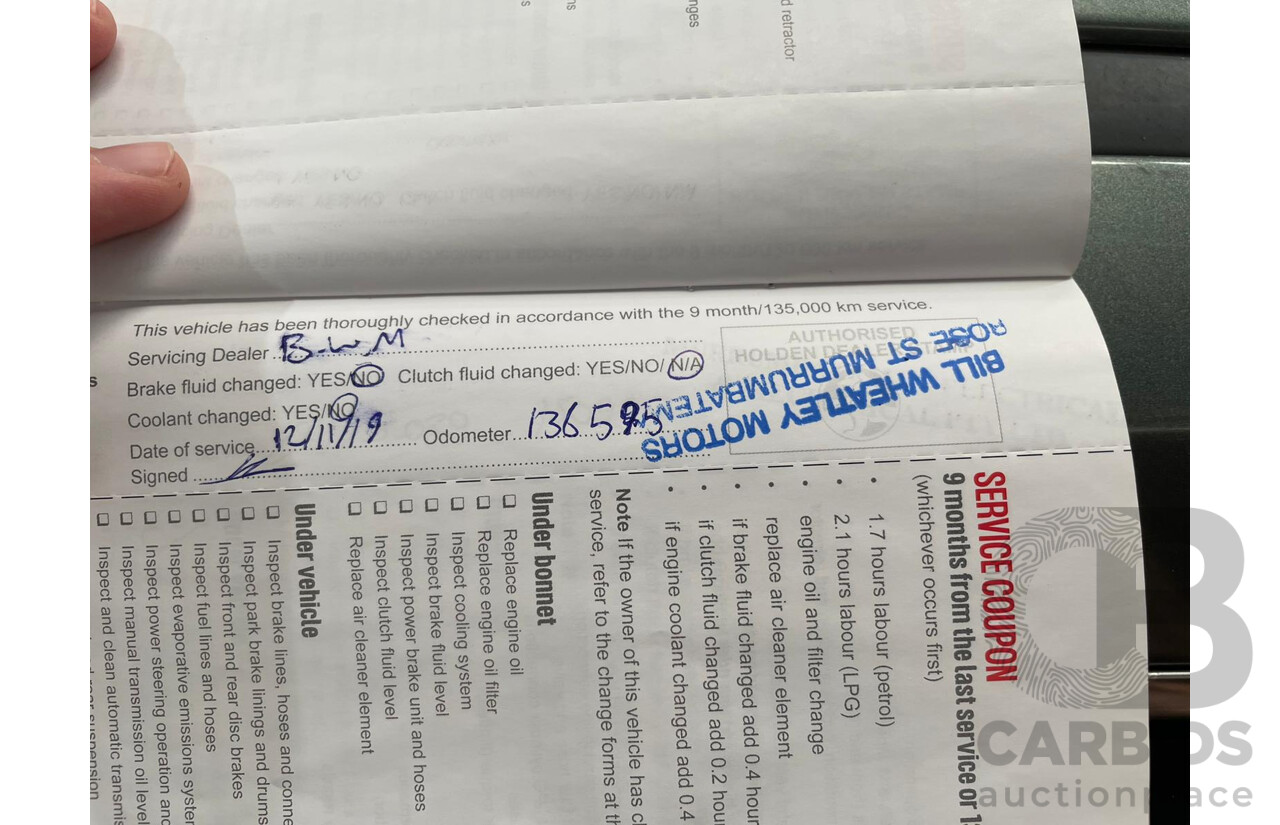 s
ns
nges
d retractor
This vehicle has been thoroughly checked in accordance with the 9 month/135,000 km service.
Servicing Dealer B.W.M
Brake fluid changed: YES/NO Clutch fluid changed: YES/NO/ N/A
Coolant changed: YES/NO
Date of service 12/11/19 Odometer
Signed
s
AUTHORISED
HOLDEN DEALER STAMP
BILL WHEATLEY MOTORS
ROSE ST MURRUMBATEMAN
SERVICE COUPON
9 months from the last service or 1
(whichever occurs first)
• 1.7 hours labour (petrol)
• 2.1 hours labour (LPG)
• engine oil and filter change
• replace air cleaner element
• if brake fluid changed add 0.4 hour
• if clutch fluid changed add 0.2 hour
• if engine coolant changed add 0.4
Note If the owner of this vehicle has c
service, refer to the change forms at t
Under bonnet
❑ Replace engine oil
❑ Replace engine oil filter
❑ Inspect cooling system
❑ Inspect brake fluid level
❑ Inspect power brake unit and hoses
❑ Inspect clutch fluid level
❑ Replace air cleaner element
Under vehicle
❑ Inspect brake lines, hoses and conne
❑ Inspect park brake linings and drums
❑ Inspect front and rear disc brakes
❑ Inspect fuel lines and hoses
❑ Inspect evaporative emissions system
❑ Inspect power steering operation and
❑ Inspect manual transmission oil level
❑ Inspect and clean automatic transmis
suspension
CB
CARBIDS
auctionplace